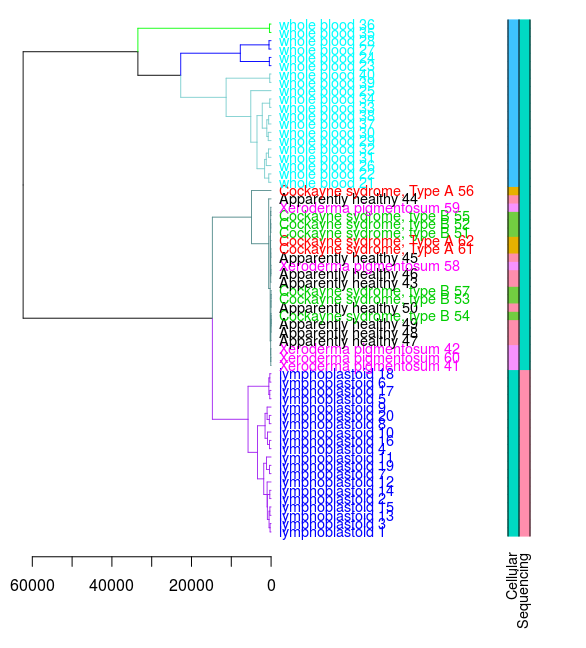 whole blood 36
whole blood 35
whole blood 28
whole blood 27
whole blood 24
whole blood 23
whole blood 40
whole blood 39
whole blood 25
whole blood 34
whole blood 33
whole blood 38
whole blood 37
whole blood 30
whole blood 29
whole blood 32
whole blood 31
whole blood 26
whole blood 22
whole blood 21
Cockayne sydrome, Type A 56
Apparently healthy 44
Xeroderma pigmentosum 59
Cockayne sydrome, type B 55
Cockayne sydrome, type B 52
Cockayne sydrome, type B 51
Cockayne sydrome, Type A 62
Cockayne sydrome, Type A 61
Apparently healthy 45
Xeroderma pigmentosum 58
Apparently healthy 46
Apparently healthy 43
Cockayne sydrome, type B 57
Cockayne sydrome, type B 53
Apparently healthy 50
Cockayne sydrome, type B 54
Apparently healthy 49
Apparently healthy 48
Apparently healthy 47
Xeroderma pigmentosum 42
Xeroderma pigmentosum 60
Xeroderma pigmentosum 41
lymphoblastoid 18
lymphoblastoid 6
lymphoblastoid 17
lymphoblastoid 5
lymphoblastoid 9
lymphoblastoid 20
lymphoblastoid 8
lymphoblastoid 10
lymphoblastoid 16
lymphoblastoid 4
lymphoblastoid 11
lymphoblastoid 19
lymphoblastoid 7
lymphoblastoid 12
lymphoblastoid 14
lymphoblastoid 2
lymphoblastoid 15
lymphoblastoid 13
lymphoblastoid 3
lymphoblastoid 1
60000 40000 20000 0
Cellular
Sequencing